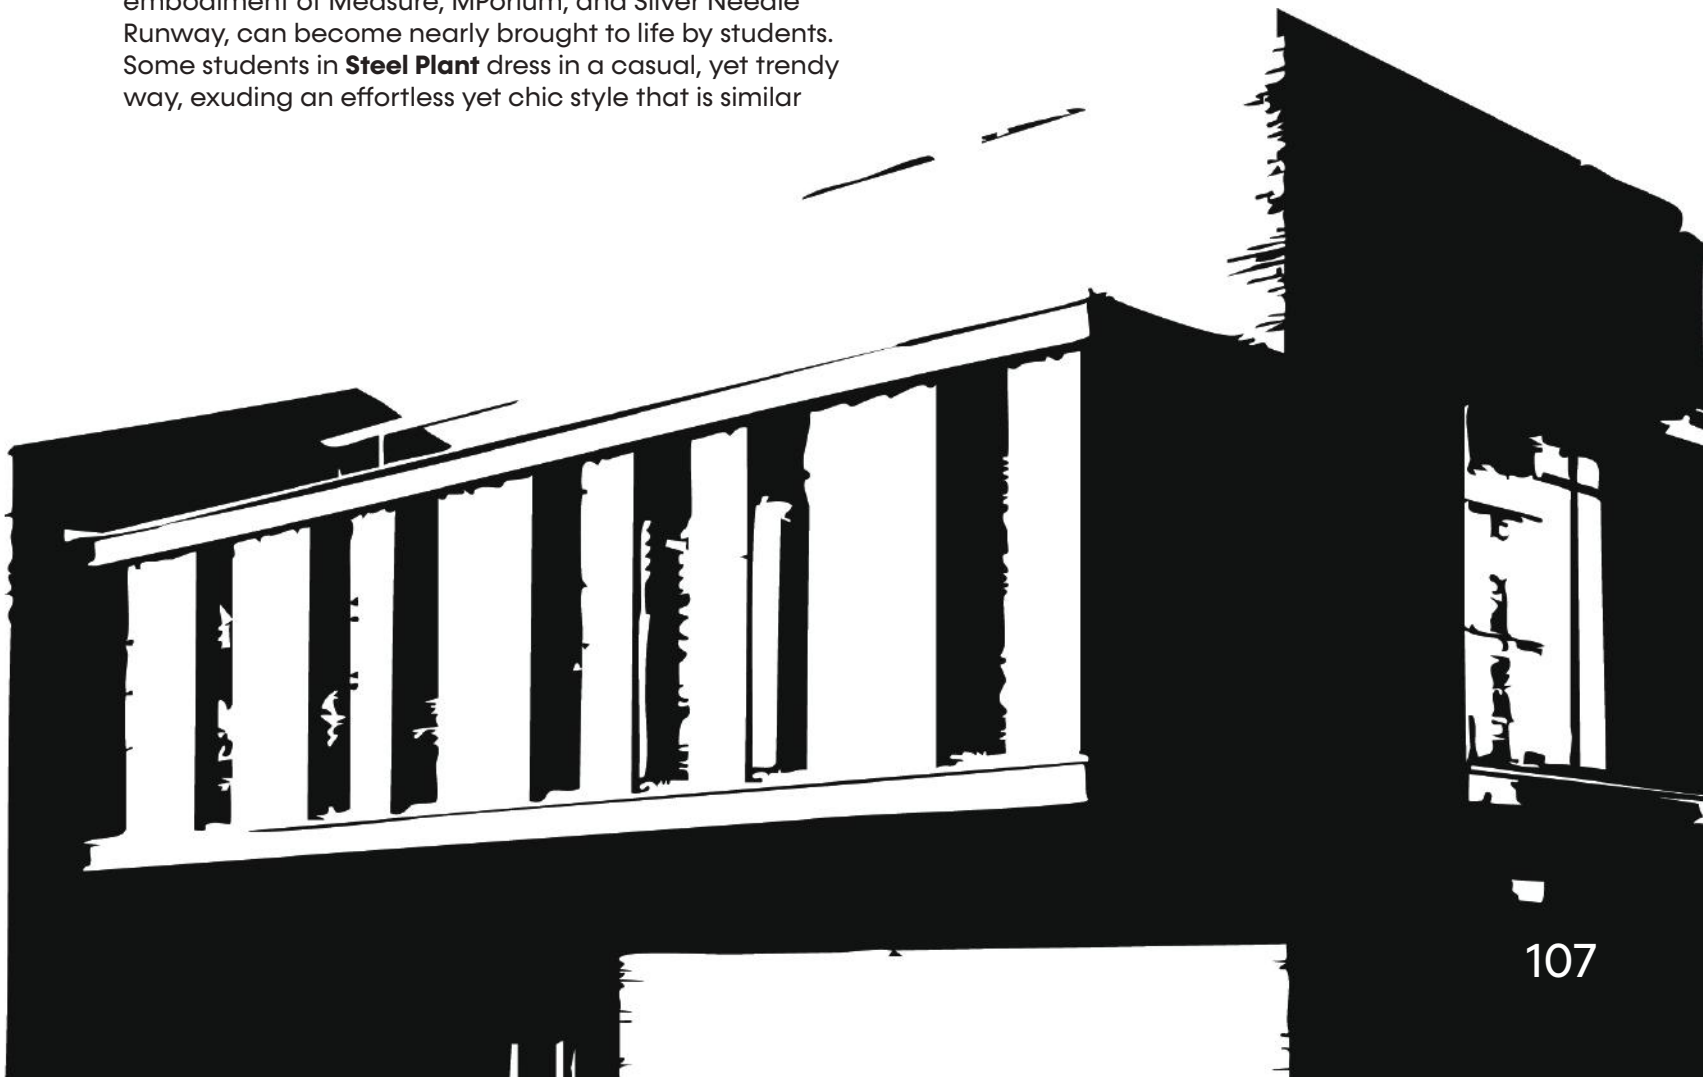 embodiment of Measure, MPorium, and Silver Needle
Runway, can become nearly brought to life by students.
Some students in Steel Plant dress in a casual, yet trendy
way, exuding an effortless yet chic style that is similar
107